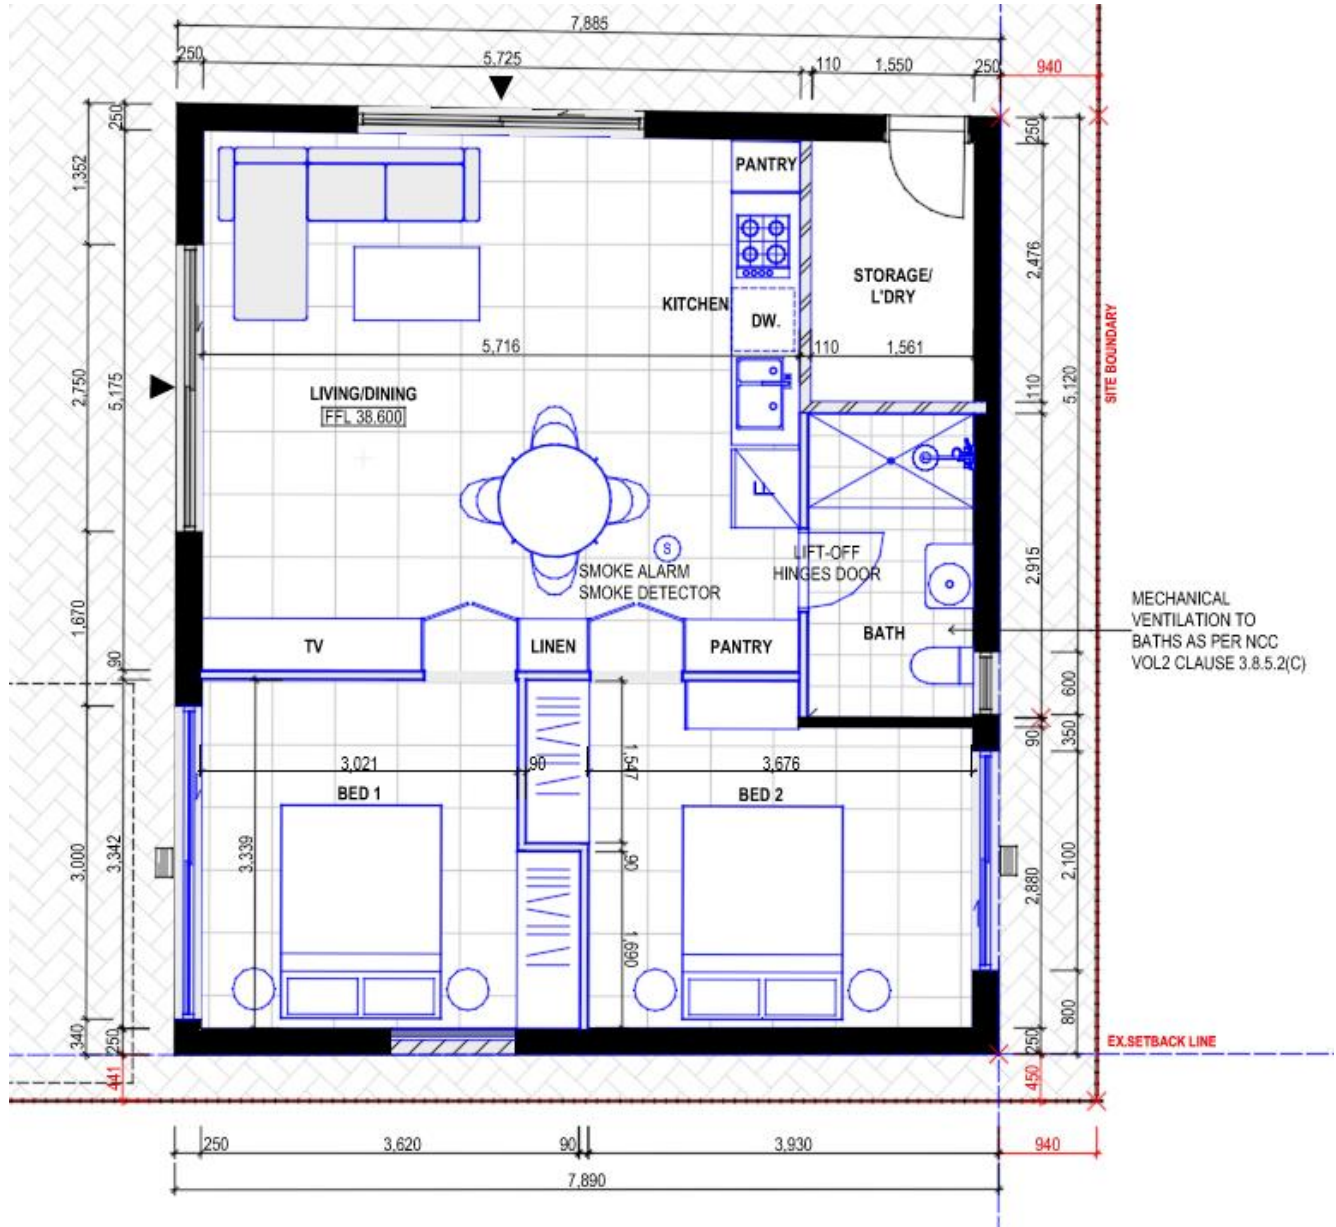 7,885
250
5,725
110
1,550
250
940
250
1,352
2,750
5,175
1,670
90
3,000
3,342
340
250
441
PANTRY
KITCHEN
DW.
STORAGE/
L'DRY
5,716
110
1,561
LIVING/DINING
FFL 38.600
F
S
SMOKE ALARM
SMOKE DETECTOR
LIFT-OFF
HINGES DOOR
TV
LINEN
PANTRY
BATH
3,021
90
1,547
3,676
BED 1
BED 2
3,339
90
1,690
250
2,476
110
5,120
2,915
600
90
350
2,880
2,100
800
250
450
SITE BOUNDARY
MECHANICAL
VENTILATION TO
BATHS AS PER NCC
VOL2 CLAUSE 3.8.5.2(C)
EX.SETBACK LINE
250
3,620
90
3,930
940
7,890